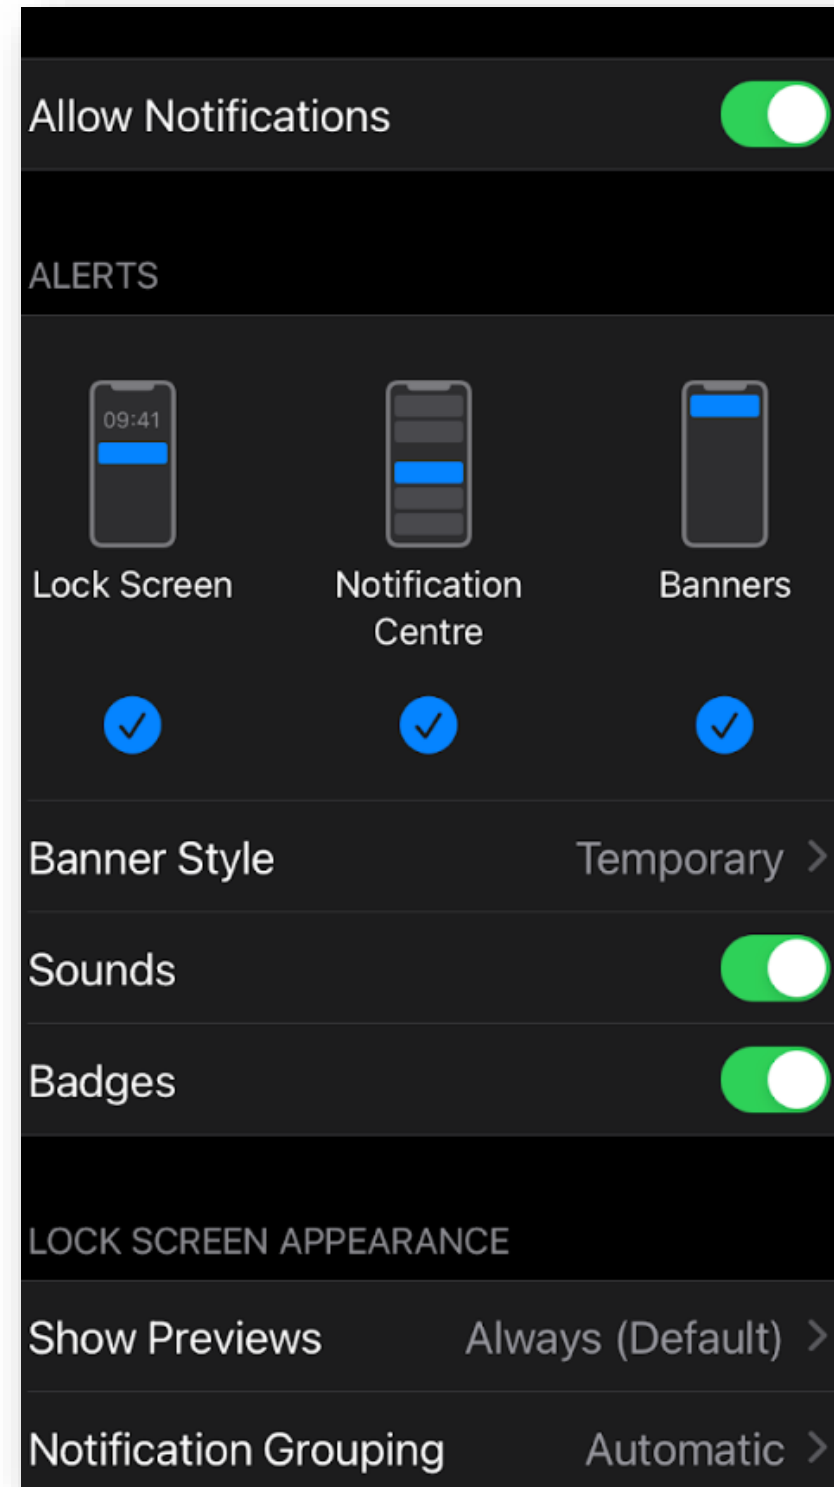 Allow Notifications
ALERTS
09:41
Lock Screen
Notification
Centre
Banners
Banner Style Temporary
Sounds
Badges
LOCK SCREEN APPEARANCE
Show Previews Always (Default)
Notification Grouping Automatic